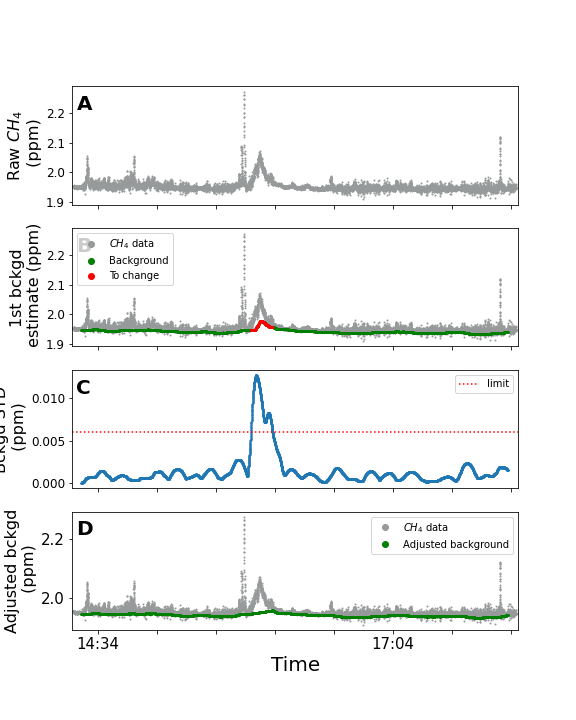 A
Raw CH4
(ppm)
2.2
2.1
2.0
1.9
B
CH4 data
Background
To change
1st bckgd
estimate (ppm)
2.2
2.1
2.0
1.9
C
limit
(ppm)
0.010
0.005
0.000
D
CH4 data
Adjusted background
Adjusted bckgd
(ppm)
2.2
2.0
14:34
17:04
Time